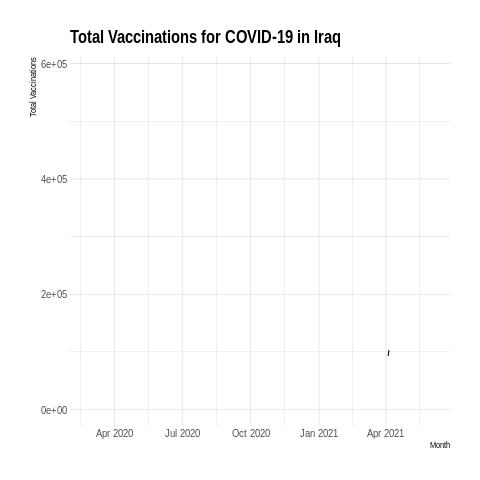 Total Vaccinations for COVID-19 in Iraq
Total Vaccinations
6e+05
4e+05
2e+05
0e+00
Apr 2020 Jul 2020 Oct 2020 Jan 2021 Apr 2021
Month